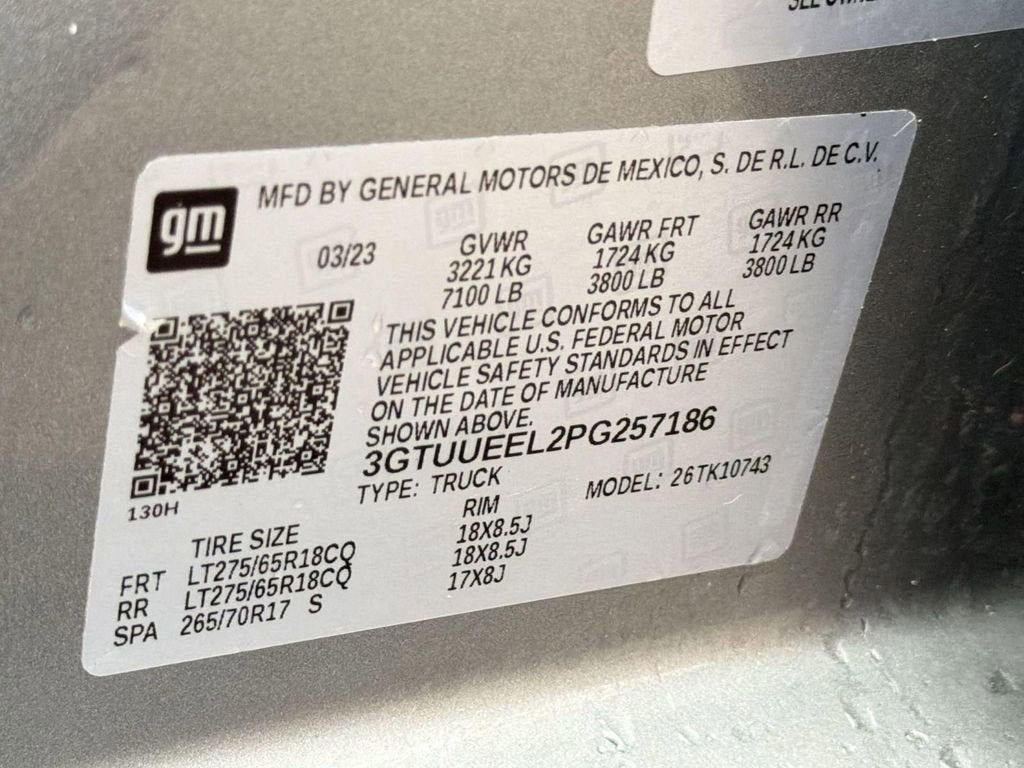 gm
MFD BY GENERAL MOTORS DE MEXICO, S. DE R.L. DE C.V.
03/23
GVWR
3221 KG
7100 LB
GAWR FRT
1724 KG
3800 LB
GAWR RR
1724 KG
3800 LB
THIS VEHICLE CONFORMS TO ALL
APPLICABLE U.S. FEDERAL MOTOR
VEHICLE SAFETY STANDARDS IN EFFECT
ON THE DATE OF MANUFACTURE
SHOWN ABOVE.
3GTUUEEL2PG257186
TYPE: TRUCK MODEL: 26TK10743
130H
TIRE SIZE RIM
FRT LT275/65R18CQ 18X8.5J
RR LT275/65R18CQ 18X8.5J
SPA 265/70R17 S 17X8J